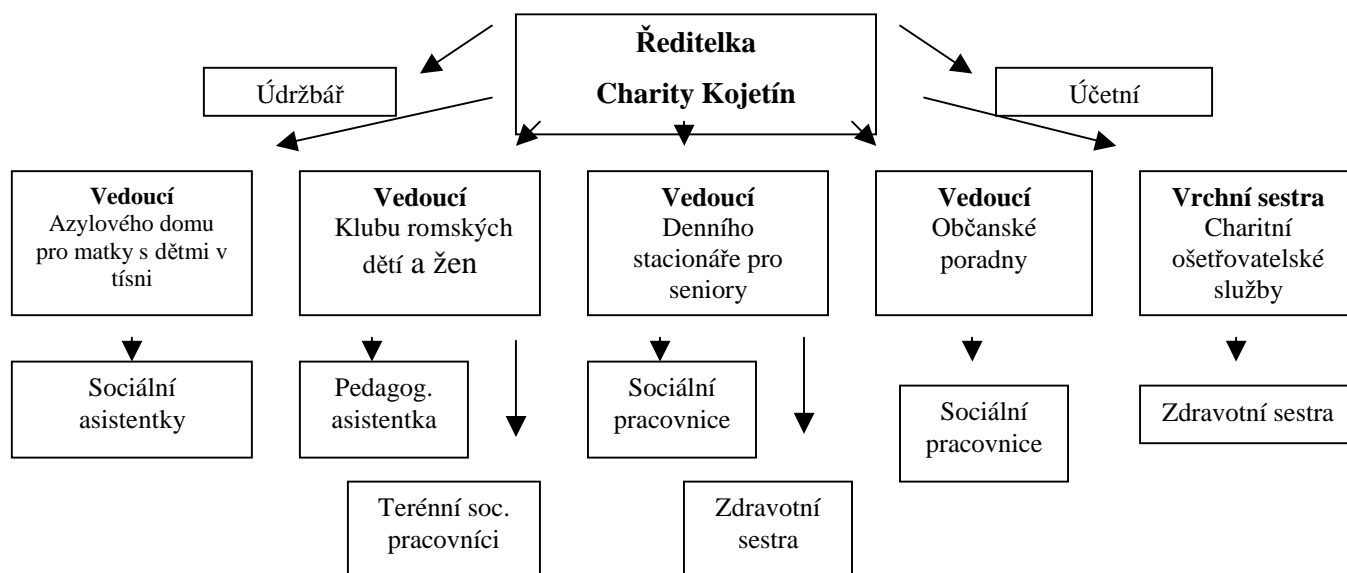 Ředitelka
Charity Kojetín
Údržbář
Účetní
Vedoucí
Azylového domu
pro matky s dětmi v
tísni
Vedoucí
Klubu romských
dětí a žen
Vedoucí
Denního
stacionáře pro
seniory
Vedoucí
Občanské
poradny
Vrchní sestra
Charitní
ošetřovatelské
služby
Sociální
asistentky
Pedagog.
asistentka
Sociální
pracovnice
Sociální
pracovnice
Zdravotní sestra
Terénní soc.
pracovníci
Zdravotní
sestra